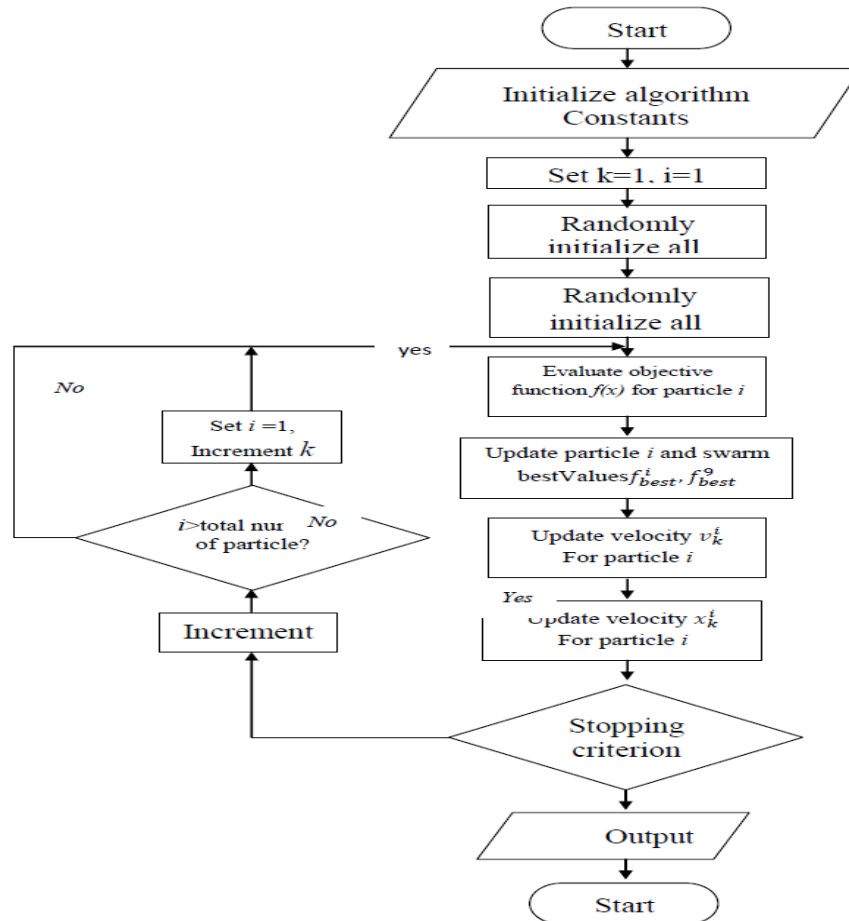 Start
Initialize algorithm
Constants
Set k=1, i=1
Randomly
initialize all
Randomly
initialize all
yes
No
Evaluate objective
function f(x) for particle i
Set i =1,
Increment k
Update particle i and swarm
bestValues f^i_best, f^9_best
i>total nur No
of particle?
Update velocity v^i_k
For particle i
Yes
Increment
Update velocity x^i_k
For particle i
Stopping
criterion
Output
Start